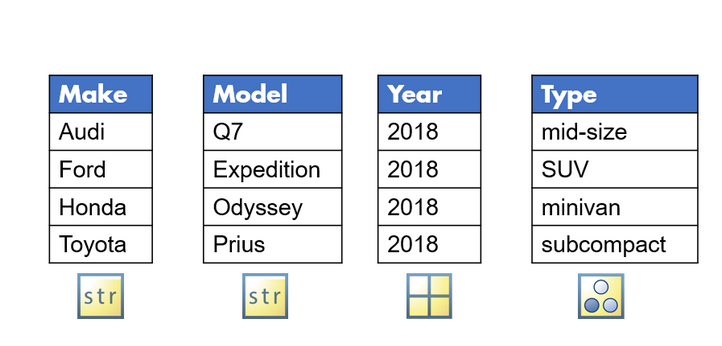 Make Model Year Type
Audi Q7 2018 mid-size
Ford Expedition 2018 SUV
Honda Odyssey 2018 minivan
Toyota Prius 2018 subcompact
str str